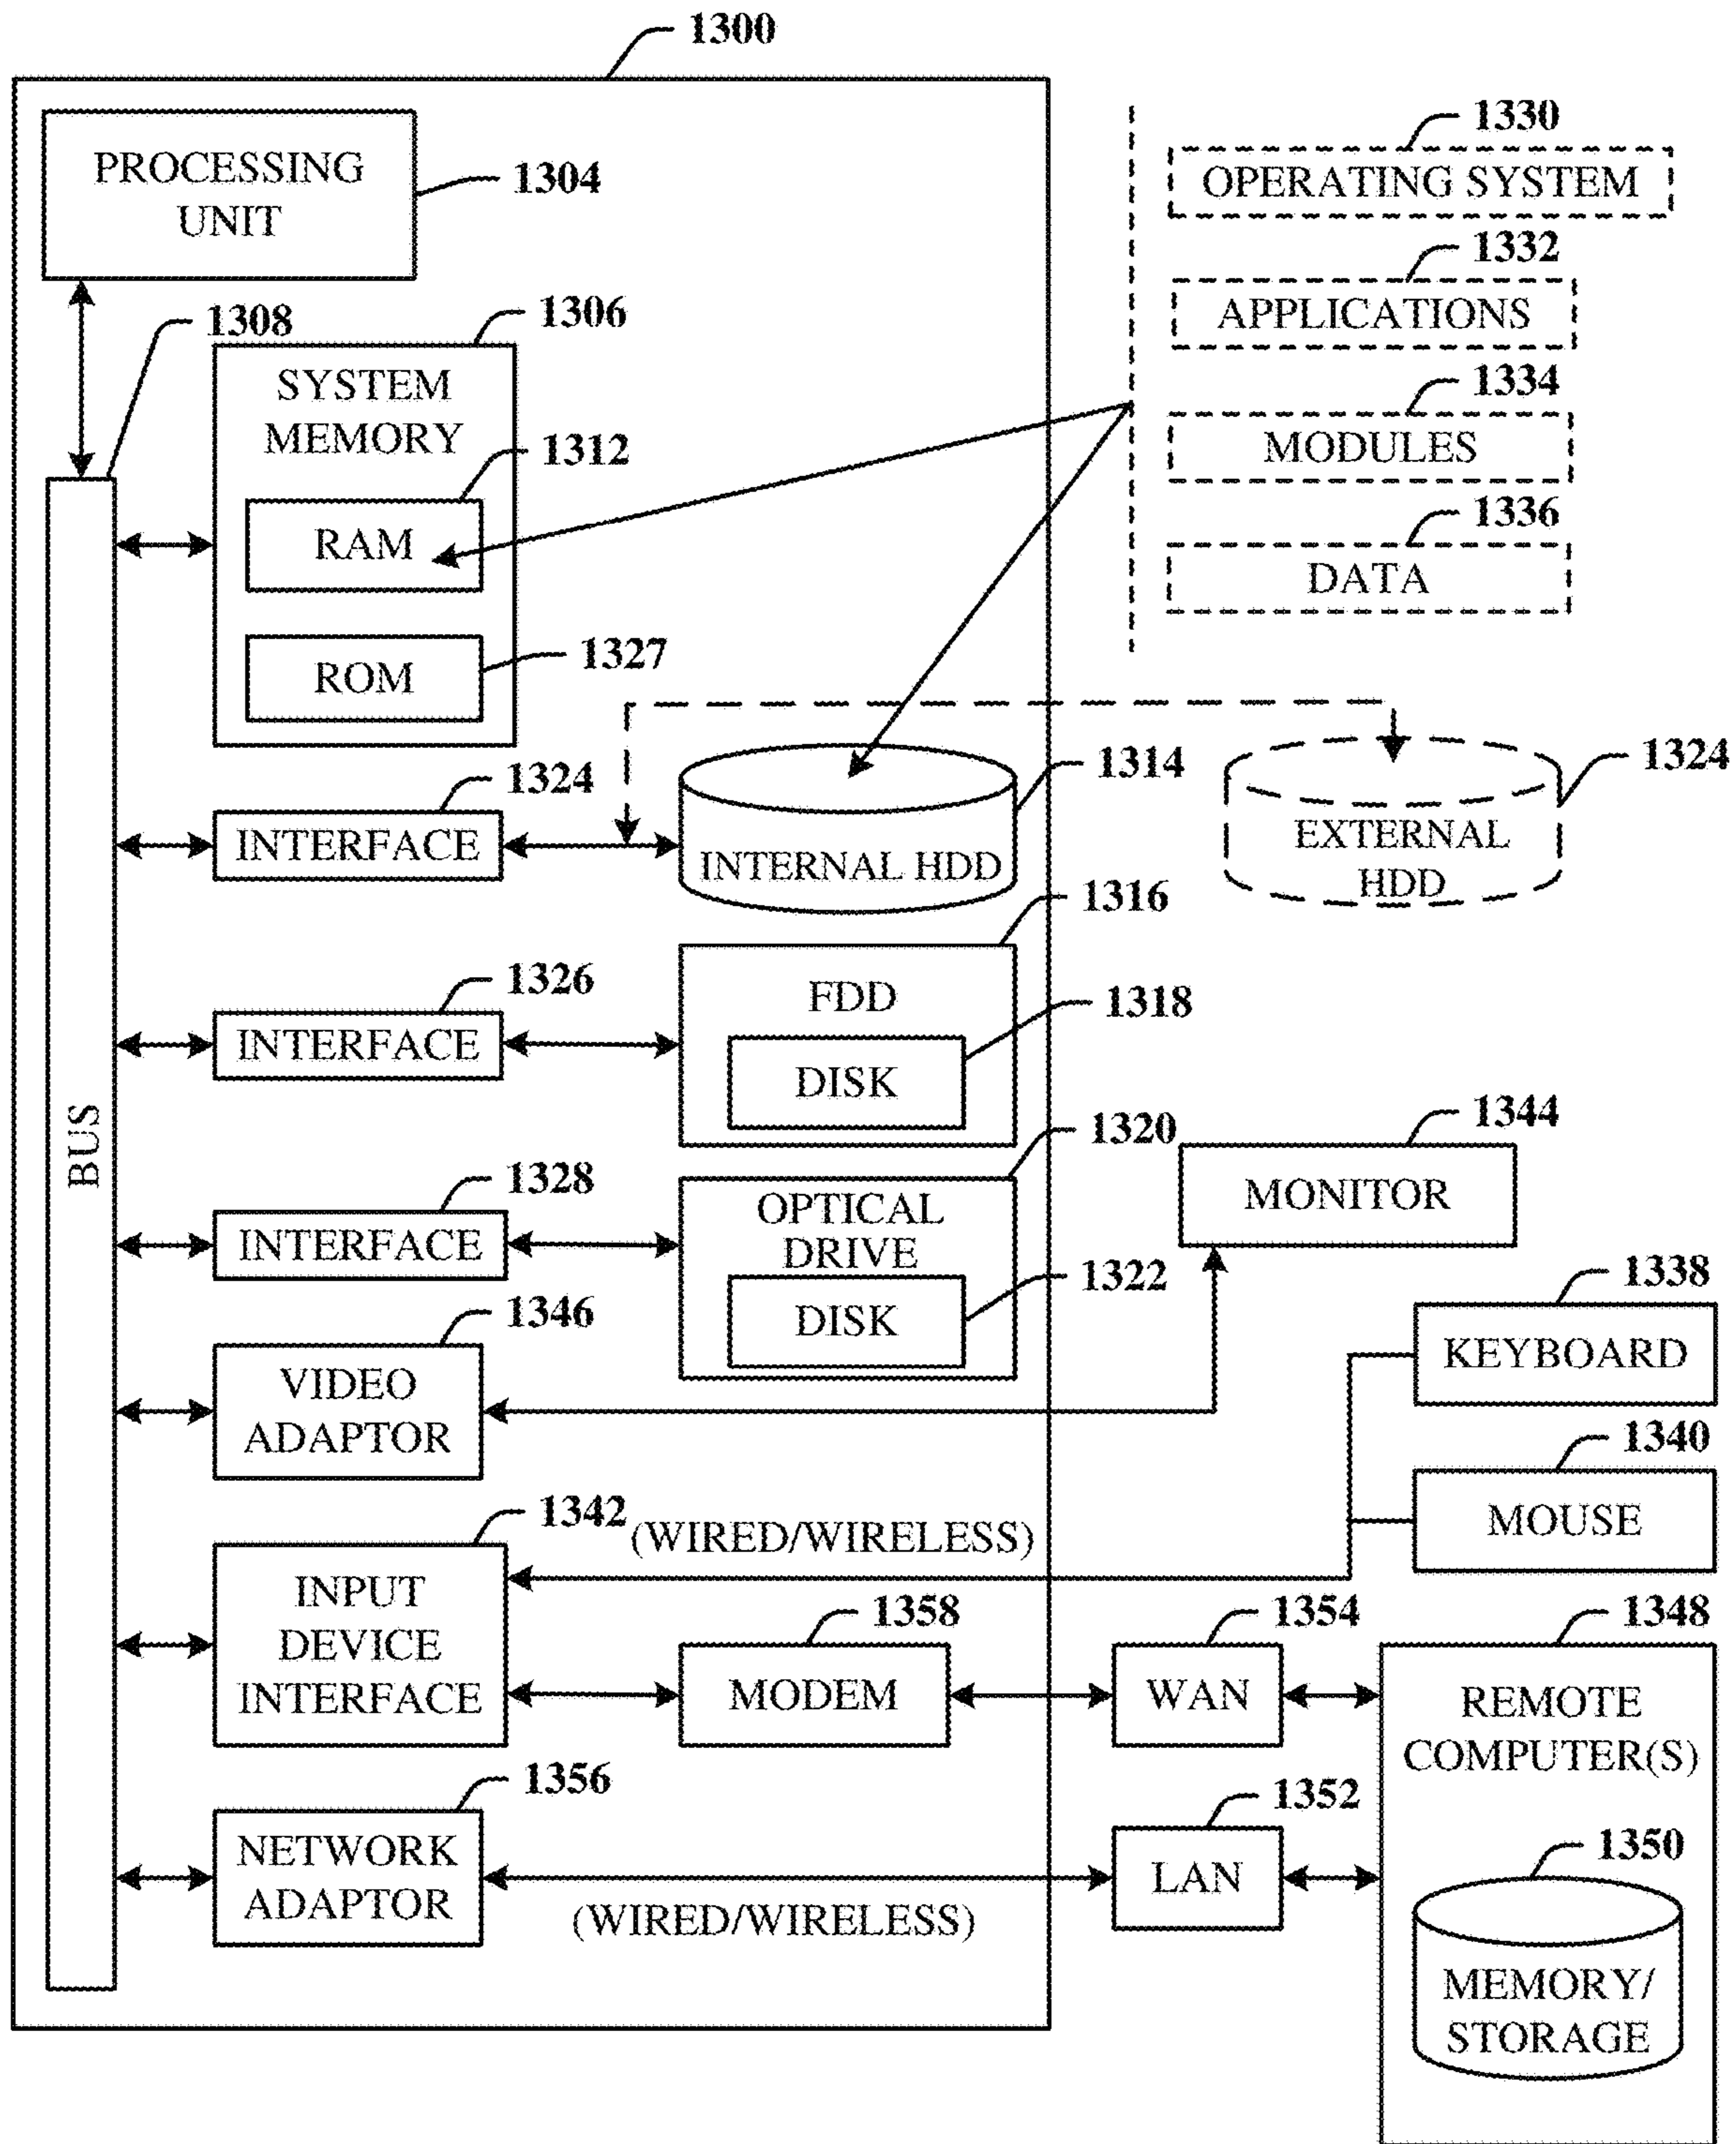 1300
PROCESSING
UNIT
1304
1330
OPERATING SYSTEM
1332
APPLICATIONS
1334
MODULES
1336
DATA
1308
1306
SYSTEM
MEMORY
1312
RAM
1327
ROM
1324
INTERFACE
1314
INTERNAL HDD
1324
EXTERNAL
HDD
1316
FDD
1318
DISK
1326
INTERFACE
BUS
1320
OPTICAL
DRIVE
1322
DISK
1328
INTERFACE
1344
MONITOR
1346
VIDEO
ADAPTOR
1338
KEYBOARD
1340
MOUSE
1342
(WIRED/WIRELESS)
INPUT
DEVICE
INTERFACE
1358
MODEM
1354
WAN
1348
REMOTE
COMPUTER(S)
1356
NETWORK
ADAPTOR
(WIRED/WIRELESS)
1352
LAN
1350
MEMORY/
STORAGE